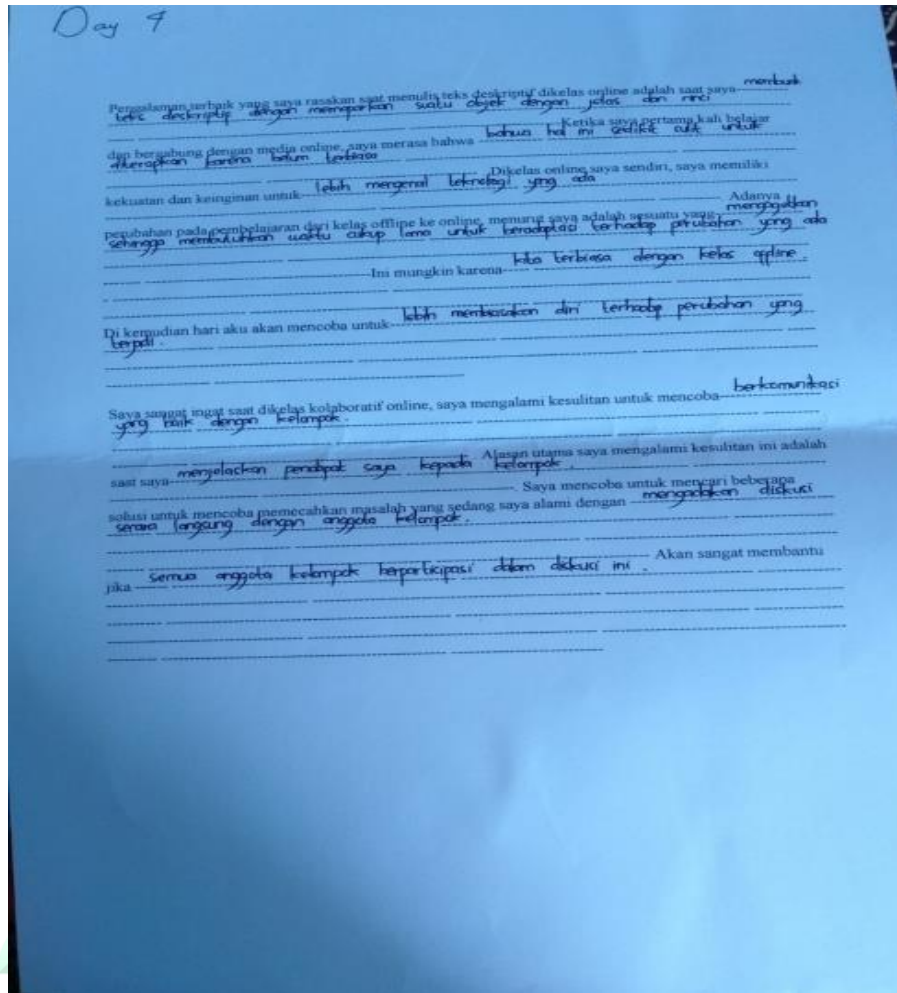 Day 4
Pengalaman terbaik yang saya rasakan saat menulis teks deskriptif dikelas online adalah saat saya membuat
teks deskriptip dengan memaparkan suatu objek dengan jelas dan rinci
Ketika saya pertama kali belajar
dan bergabung dengan media online, saya merasa bahwa bahwa hal ini sedikit sulit untuk
diterapkan karena belum terbiasa
Dikelas online saya sendiri, saya memiliki
kekuatan dan keinginan untuk lebih mengenal teknologi yang ada
Adanya
perubahan pada pembelajaran dari kelas offline ke online, menurut saya adalah sesuatu yang mengagetkan
sehingga membutuhkan waktu cukup lama untuk beradaptasi terhadap perubahan yang ada
Ini mungkin karena kita terbiasa dengan kelas offline.
Di kemudian hari aku akan mencoba untuk lebih membiasakan diri terhadap perubahan yang
terjadi.
Saya sangat ingat saat dikelas kolaboratif online, saya mengalami kesulitan untuk mencoba berkomunikasi
yang baik dengan kelompok.
Alasan utama saya mengalami kesulitan ini adalah
saat saya menjelaskan pendapat saya kepada kelompok.
Saya mencoba untuk mencari beberapa
solusi untuk mencoba memecahkan masalah yang sedang saya alami dengan mengadakan diskusi
secara langsung dengan anggota kelompok.
Akan sangat membantu
jika semua anggota kelompok berparticipasi dalam diskusi ini.